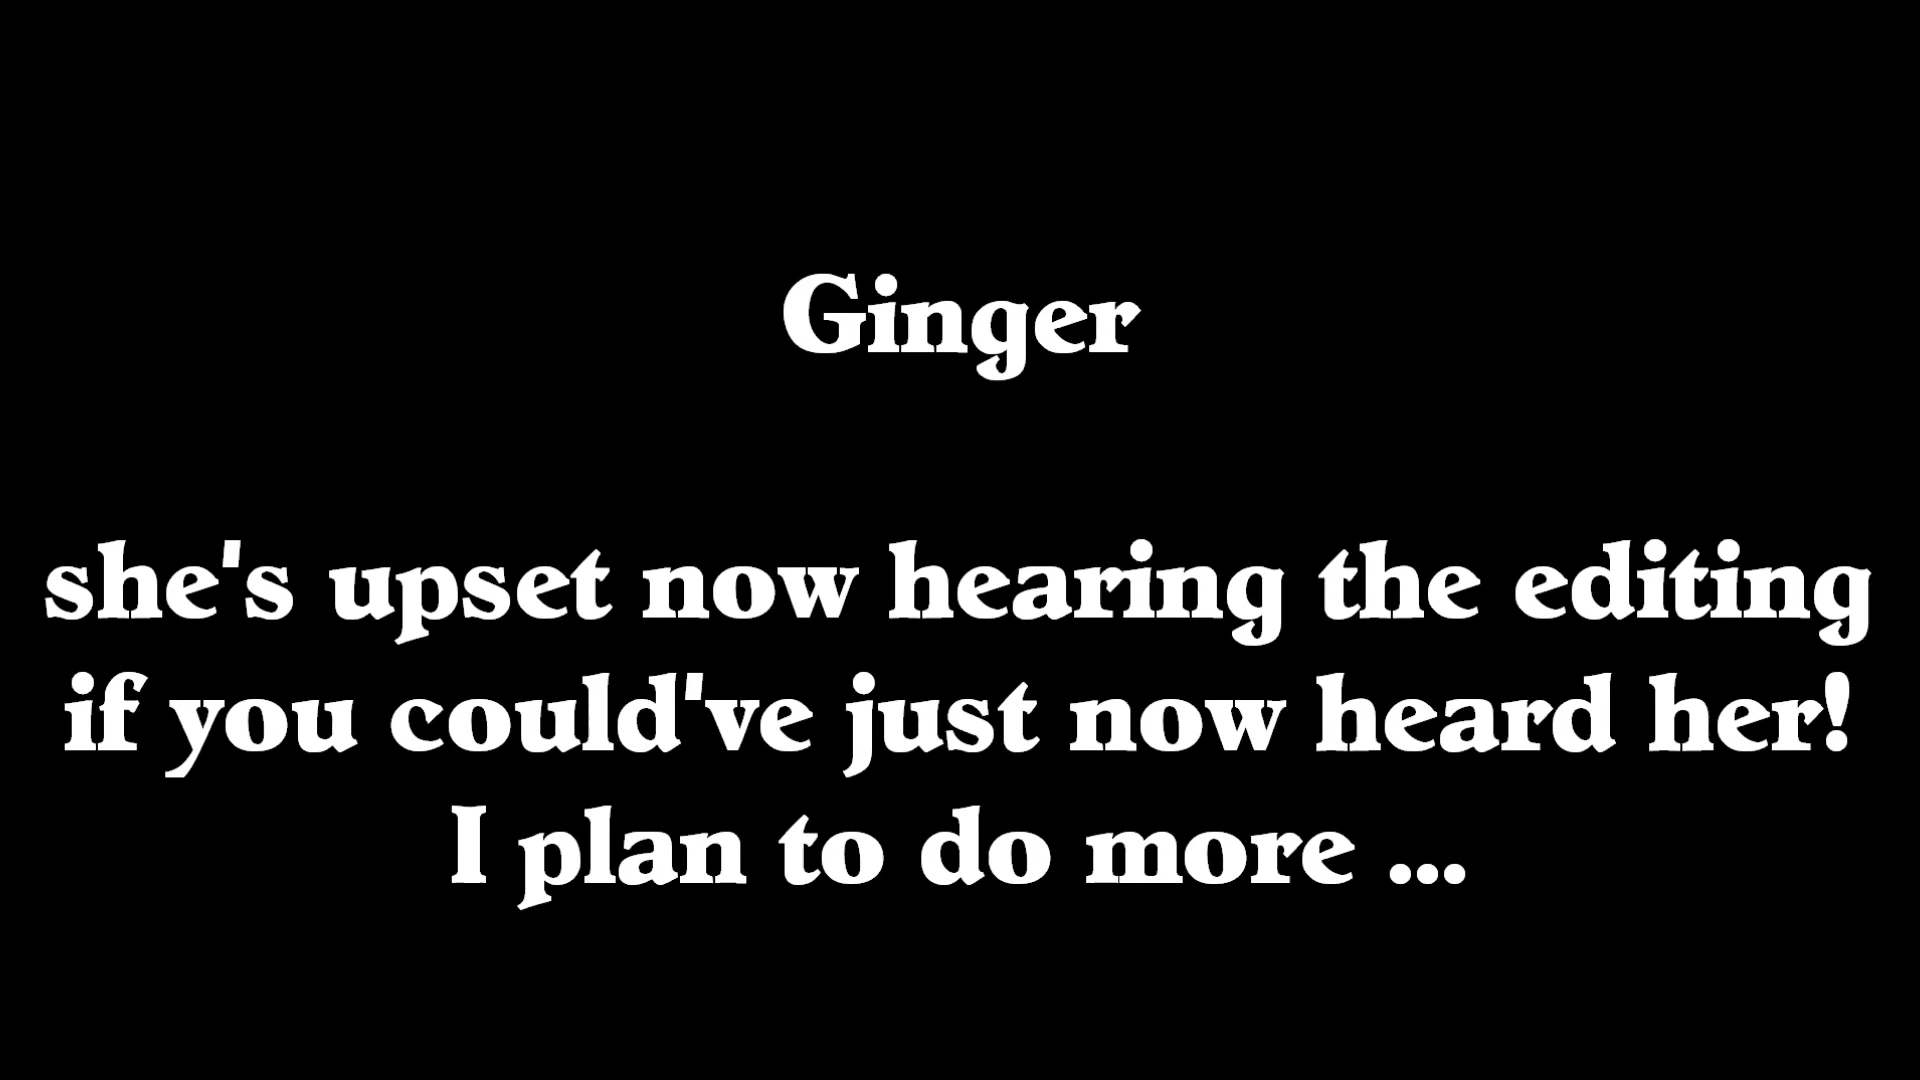 Ginger
she's upset now hearing the editing
if you could've just now heard her!
I plan to do more ...